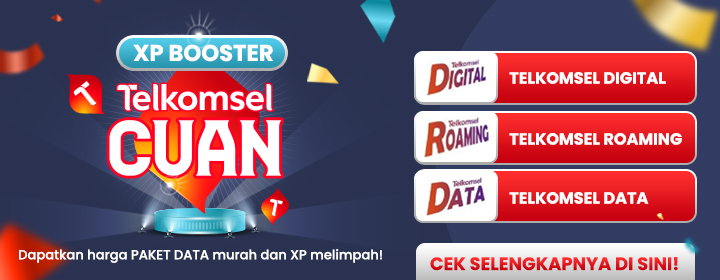 XP BOOSTER
Telkomsel
CUAN
Dapatkan harga PAKET DATA murah dan XP melimpah!
Telkomsel
DIGITAL
TELKOMSEL DIGITAL
Telkomsel
ROAMING
TELKOMSEL ROAMING
Telkomsel
DATA
TELKOMSEL DATA
CEK SELENGKAPNYA DI SINI!